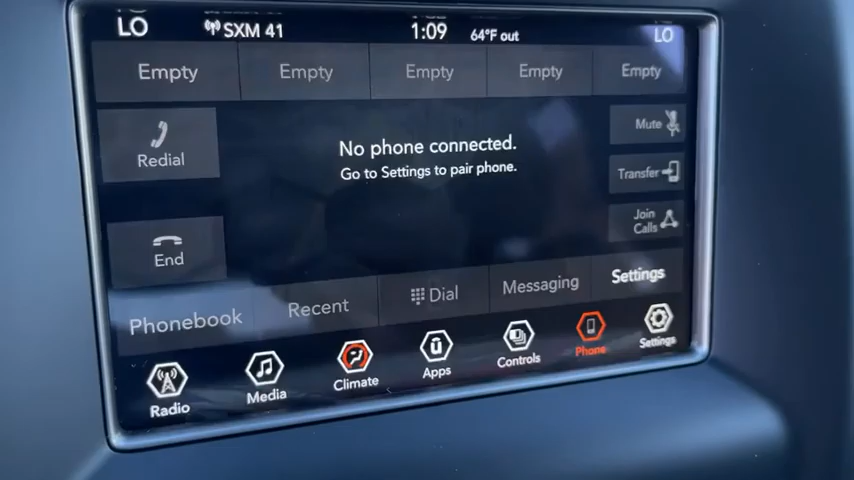 LO SXM 41 1:09 64°F out LO
Empty Empty Empty Empty Empty
Redial
No phone connected.
Go to Settings to pair phone.
Mute
Transfer
Join
Calls
End
Phonebook Recent Dial Messaging Settings
Radio Media Climate Apps Controls Phone Settings